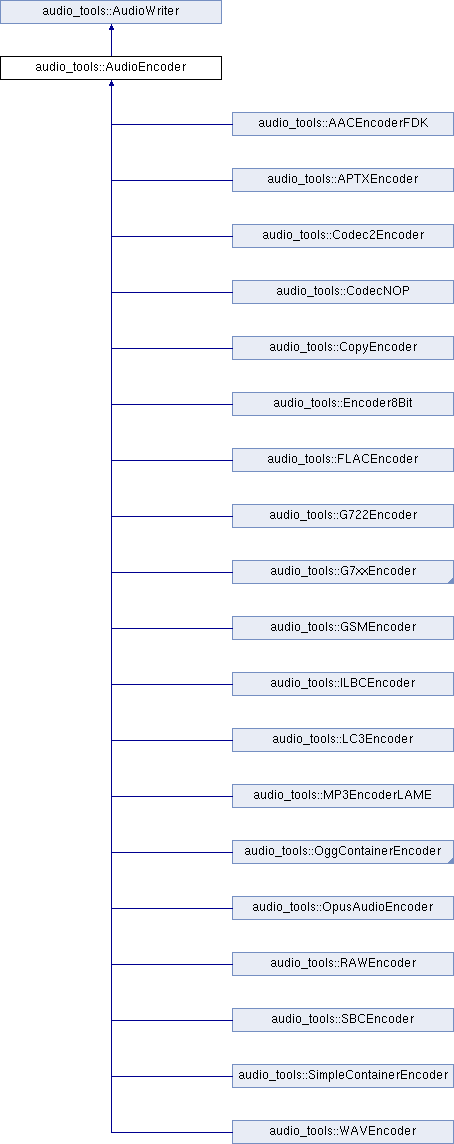 audio_tools::AudioWriter
audio_tools::AudioEncoder
audio_tools::AACEncoderFDK
audio_tools::APTXEncoder
audio_tools::Codec2Encoder
audio_tools::CodecNOP
audio_tools::CopyEncoder
audio_tools::Encoder8Bit
audio_tools::FLACEncoder
audio_tools::G722Encoder
audio_tools::G7xxEncoder
audio_tools::GSMEncoder
audio_tools::ILBCEncoder
audio_tools::LC3Encoder
audio_tools::MP3EncoderLAME
audio_tools::OggContainerEncoder
audio_tools::OpusAudioEncoder
audio_tools::RAWEncoder
audio_tools::SBCEncoder
audio_tools::SimpleContainerEncoder
audio_tools::WAVEncoder